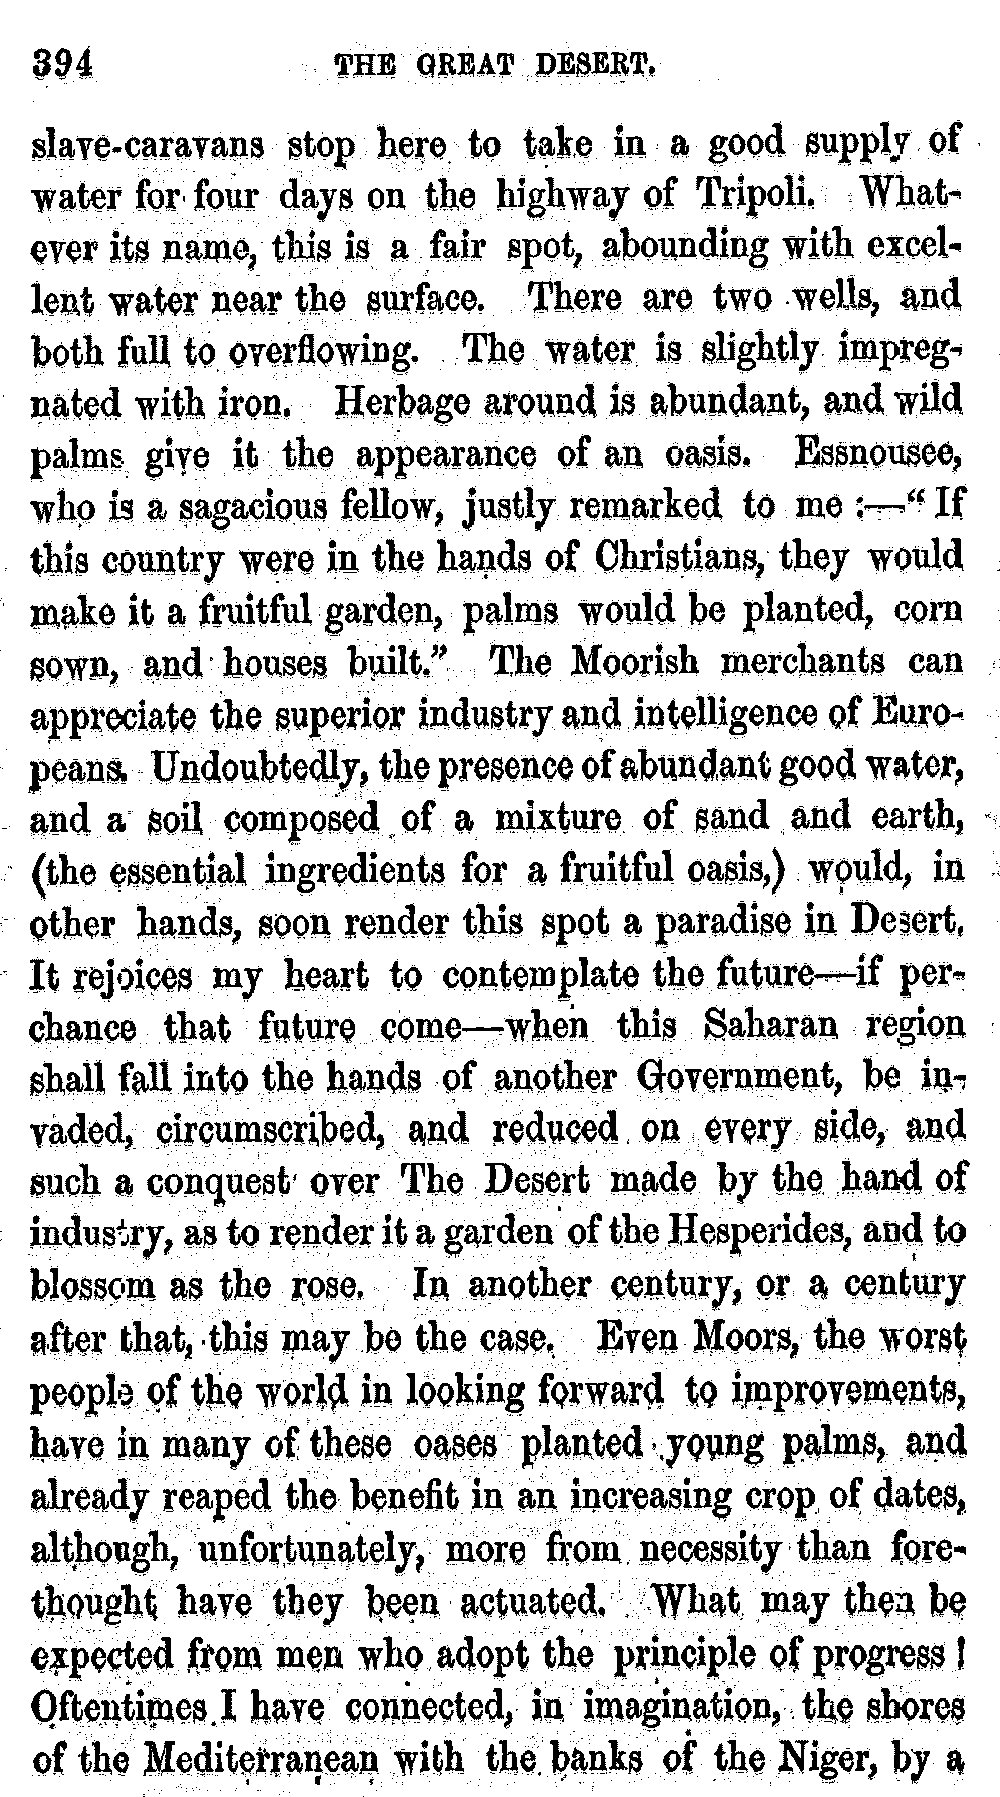 394 THE GREAT DESERT.
slave-caravans stop here to take in a good supply of
water for four days on the highway of Tripoli. What-
ever its name, this is a fair spot, abounding with excel-
lent water near the surface. There are two wells, and
both full to overflowing. The water is slightly impreg-
nated with iron. Herbage around is abundant, and wild
palms give it the appearance of an oasis. Essnousee,
who is a sagacious fellow, justly remarked to me :—“ If
this country were in the hands of Christians, they would
make it a fruitful garden, palms would be planted, corn
sown, and houses built.” The Moorish merchants can
appreciate the superior industry and intelligence of Euro-
peans. Undoubtedly, the presence of abundant good water,
and a soil composed of a mixture of sand and earth,
(the essential ingredients for a fruitful oasis,) would, in
other hands, soon render this spot a paradise in Desert.
It rejoices my heart to contemplate the future—if per-
chance that future come—when this Saharan region
shall fall into the hands of another Government, be in-
vaded, circumscribed, and reduced on every side, and
such a conquest over The Desert made by the hand of
industry, as to render it a garden of the Hesperides, and to
blossom as the rose. In another century, or a century
after that, this may be the case. Even Moors, the worst
people of the world in looking forward to improvements,
have in many of these oases planted young palms, and
already reaped the benefit in an increasing crop of dates,
although, unfortunately, more from necessity than fore-
thought have they been actuated. What may then be
expected from men who adopt the principle of progress !
Oftentimes I have connected, in imagination, the shores
of the Mediterranean with the banks of the Niger, by a